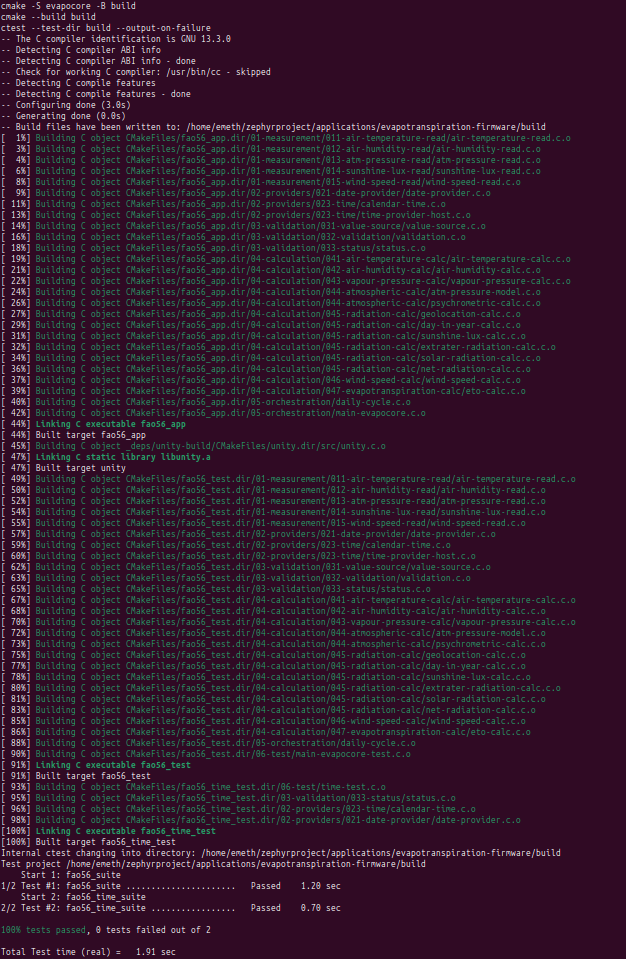 cmake -S evapocore -B build
cmake --build build
ctest --test-dir build --output-on-failure
-- The C compiler identification is GNU 13.3.0
-- Detecting C compiler ABI info
-- Detecting C compiler ABI info - done
-- Check for working C compiler: /usr/bin/cc - skipped
-- Detecting C compile features
-- Detecting C compile features - done
-- Configuring done (3.0s)
-- Generating done (0.0s)
-- Build files have been written to: /home/emeth/zephyrproject/applications/evapotranspiration-firmware/build
[  1%] Building C object CMakeFiles/fao56_app.dir/01-measurement/011-air-temperature-read/air-temperature-read.c.o
[  3%] Building C object CMakeFiles/fao56_app.dir/01-measurement/012-air-humidity-read/air-humidity-read.c.o
[  4%] Building C object CMakeFiles/fao56_app.dir/01-measurement/013-atm-pressure-read/atm-pressure-read.c.o
[  6%] Building C object CMakeFiles/fao56_app.dir/01-measurement/014-sunshine-lux-read/sunshine-lux-read.c.o
[  8%] Building C object CMakeFiles/fao56_app.dir/01-measurement/015-wind-speed-read/wind-speed-read.c.o
[  9%] Building C object CMakeFiles/fao56_app.dir/02-providers/021-date-provider/date-provider.c.o
[ 11%] Building C object CMakeFiles/fao56_app.dir/02-providers/023-time/calendar-time.c.o
[ 13%] Building C object CMakeFiles/fao56_app.dir/02-providers/023-time/time-provider-host.c.o
[ 14%] Building C object CMakeFiles/fao56_app.dir/03-validation/031-value-source/value-source.c.o
[ 16%] Building C object CMakeFiles/fao56_app.dir/03-validation/032-validation/validation.c.o
[ 18%] Building C object CMakeFiles/fao56_app.dir/03-validation/033-status/status.c.o
[ 19%] Building C object CMakeFiles/fao56_app.dir/04-calculation/041-air-temperature-calc/air-temperature-calc.c.o
[ 21%] Building C object CMakeFiles/fao56_app.dir/04-calculation/042-air-humidity-calc/air-humidity-calc.c.o
[ 22%] Building C object CMakeFiles/fao56_app.dir/04-calculation/043-vapour-pressure-calc/vapour-pressure-calc.c.o
[ 24%] Building C object CMakeFiles/fao56_app.dir/04-calculation/044-atmospheric-calc/atm-pressure-model.c.o
[ 26%] Building C object CMakeFiles/fao56_app.dir/04-calculation/044-atmospheric-calc/psychrometric-calc.c.o
[ 27%] Building C object CMakeFiles/fao56_app.dir/04-calculation/045-radiation-calc/geolocation-calc.c.o
[ 29%] Building C object CMakeFiles/fao56_app.dir/04-calculation/045-radiation-calc/day-in-year-calc.c.o
[ 31%] Building C object CMakeFiles/fao56_app.dir/04-calculation/045-radiation-calc/sunshine-lux-calc.c.o
[ 32%] Building C object CMakeFiles/fao56_app.dir/04-calculation/045-radiation-calc/extrater-radiation-calc.c.o
[ 34%] Building C object CMakeFiles/fao56_app.dir/04-calculation/045-radiation-calc/solar-radiation-calc.c.o
[ 36%] Building C object CMakeFiles/fao56_app.dir/04-calculation/045-radiation-calc/net-radiation-calc.c.o
[ 37%] Building C object CMakeFiles/fao56_app.dir/04-calculation/046-wind-speed-calc/wind-speed-calc.c.o
[ 39%] Building C object CMakeFiles/fao56_app.dir/04-calculation/047-evapotranspiration-calc/eto-calc.c.o
[ 40%] Building C object CMakeFiles/fao56_app.dir/05-orchestration/daily-cycle.c.o
[ 42%] Building C object CMakeFiles/fao56_app.dir/05-orchestration/main-evapocore.c.o
[ 44%] Linking C executable fao56_app
[ 44%] Built target fao56_app
[ 45%] Building C object _deps/unity-build/CMakeFiles/unity.dir/src/unity.c.o
[ 47%] Linking C static library libunity.a
[ 47%] Built target unity
[ 49%] Building C object CMakeFiles/fao56_test.dir/01-measurement/011-air-temperature-read/air-temperature-read.c.o
[ 50%] Building C object CMakeFiles/fao56_test.dir/01-measurement/012-air-humidity-read/air-humidity-read.c.o
[ 52%] Building C object CMakeFiles/fao56_test.dir/01-measurement/013-atm-pressure-read/atm-pressure-read.c.o
[ 54%] Building C object CMakeFiles/fao56_test.dir/01-measurement/014-sunshine-lux-read/sunshine-lux-read.c.o
[ 55%] Building C object CMakeFiles/fao56_test.dir/01-measurement/015-wind-speed-read/wind-speed-read.c.o
[ 57%] Building C object CMakeFiles/fao56_test.dir/02-providers/021-date-provider/date-provider.c.o
[ 59%] Building C object CMakeFiles/fao56_test.dir/02-providers/023-time/calendar-time.c.o
[ 60%] Building C object CMakeFiles/fao56_test.dir/02-providers/023-time/time-provider-host.c.o
[ 62%] Building C object CMakeFiles/fao56_test.dir/03-validation/031-value-source/value-source.c.o
[ 63%] Building C object CMakeFiles/fao56_test.dir/03-validation/032-validation/validation.c.o
[ 65%] Building C object CMakeFiles/fao56_test.dir/03-validation/033-status/status.c.o
[ 67%] Building C object CMakeFiles/fao56_test.dir/04-calculation/041-air-temperature-calc/air-temperature-calc.c.o
[ 68%] Building C object CMakeFiles/fao56_test.dir/04-calculation/042-air-humidity-calc/air-humidity-calc.c.o
[ 70%] Building C object CMakeFiles/fao56_test.dir/04-calculation/043-vapour-pressure-calc/vapour-pressure-calc.c.o
[ 72%] Building C object CMakeFiles/fao56_test.dir/04-calculation/044-atmospheric-calc/atm-pressure-model.c.o
[ 73%] Building C object CMakeFiles/fao56_test.dir/04-calculation/044-atmospheric-calc/psychrometric-calc.c.o
[ 75%] Building C object CMakeFiles/fao56_test.dir/04-calculation/045-radiation-calc/geolocation-calc.c.o
[ 77%] Building C object CMakeFiles/fao56_test.dir/04-calculation/045-radiation-calc/day-in-year-calc.c.o
[ 78%] Building C object CMakeFiles/fao56_test.dir/04-calculation/045-radiation-calc/sunshine-lux-calc.c.o
[ 80%] Building C object CMakeFiles/fao56_test.dir/04-calculation/045-radiation-calc/extrater-radiation-calc.c.o
[ 81%] Building C object CMakeFiles/fao56_test.dir/04-calculation/045-radiation-calc/solar-radiation-calc.c.o
[ 83%] Building C object CMakeFiles/fao56_test.dir/04-calculation/045-radiation-calc/net-radiation-calc.c.o
[ 85%] Building C object CMakeFiles/fao56_test.dir/04-calculation/046-wind-speed-calc/wind-speed-calc.c.o
[ 86%] Building C object CMakeFiles/fao56_test.dir/04-calculation/047-evapotranspiration-calc/eto-calc.c.o
[ 88%] Building C object CMakeFiles/fao56_test.dir/05-orchestration/daily-cycle.c.o
[ 90%] Building C object CMakeFiles/fao56_test.dir/06-test/main-evapocore-test.c.o
[ 91%] Linking C executable fao56_test
[ 91%] Built target fao56_test
[ 93%] Building C object CMakeFiles/fao56_time_test.dir/06-test/time-test.c.o
[ 95%] Building C object CMakeFiles/fao56_time_test.dir/03-validation/033-status/status.c.o
[ 96%] Building C object CMakeFiles/fao56_time_test.dir/02-providers/023-time/calendar-time.c.o
[ 98%] Building C object CMakeFiles/fao56_time_test.dir/02-providers/021-date-provider/date-provider.c.o
[100%] Linking C executable fao56_time_test
[100%] Built target fao56_time_test
Internal ctest changing into directory: /home/emeth/zephyrproject/applications/evapotranspiration-firmware/build
Test project /home/emeth/zephyrproject/applications/evapotranspiration-firmware/build
    Start 1: fao56_suite
1/2 Test #1: fao56_suite ......................   Passed    1.20 sec
    Start 2: fao56_time_suite
2/2 Test #2: fao56_time_suite .................   Passed    0.70 sec
100% tests passed, 0 tests failed out of 2
Total Test time (real) =   1.91 sec